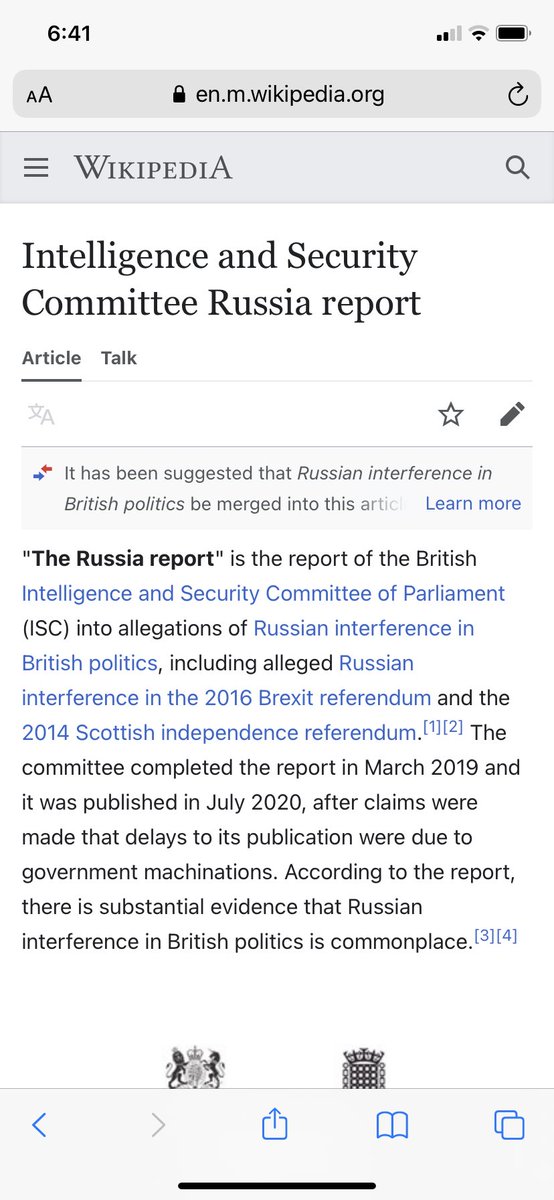 6:41
AA en.m.wikipedia.org
WIKIPEDIA
Intelligence and Security
Committee Russia report
Article Talk
文A
It has been suggested that Russian interference in
British politics be merged into this artic Learn more
"The Russia report" is the report of the British
Intelligence and Security Committee of Parliament
(ISC) into allegations of Russian interference in
British politics, including alleged Russian
interference in the 2016 Brexit referendum and the
2014 Scottish independence referendum.[1][2] The
committee completed the report in March 2019 and
it was published in July 2020, after claims were
made that delays to its publication were due to
government machinations. According to the report,
there is substantial evidence that Russian
interference in British politics is commonplace.[3][4]